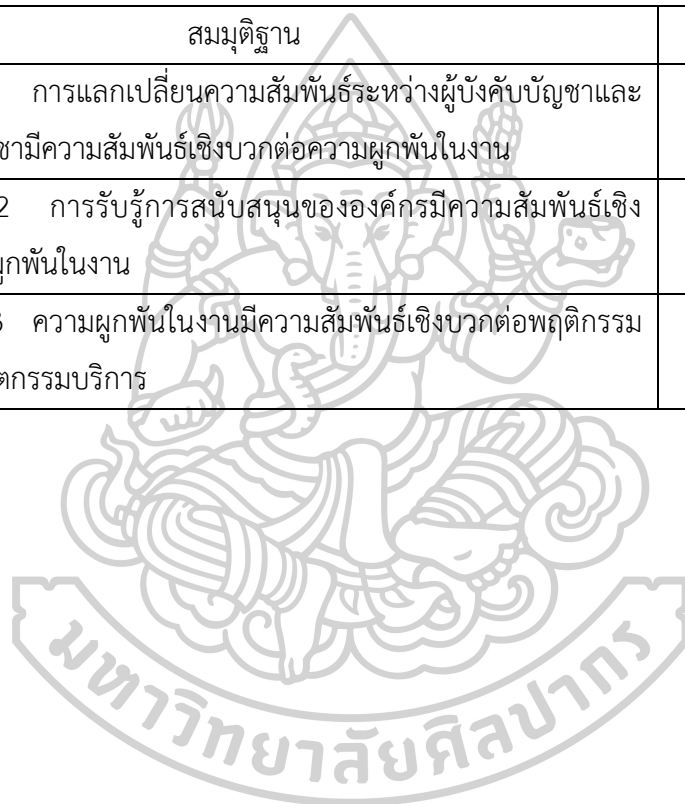 สมมุติฐาน
การแลกเปลี่ยนความสัมพันธ์ระหว่างผู้บังคับบัญชาและ
ชามีความสัมพันธ์เชิงบวกต่อความผูกพันในงาน
2 การรับรู้การสนับสนุนขององค์กรมีความสัมพันธ์เชิง
ผูกพันในงาน
3 ความผูกพันในงานมีความสัมพันธ์เชิงบวกต่อพฤติกรรม
ตกรรมบริการ
มหาวิทยาลัยศิลปากร